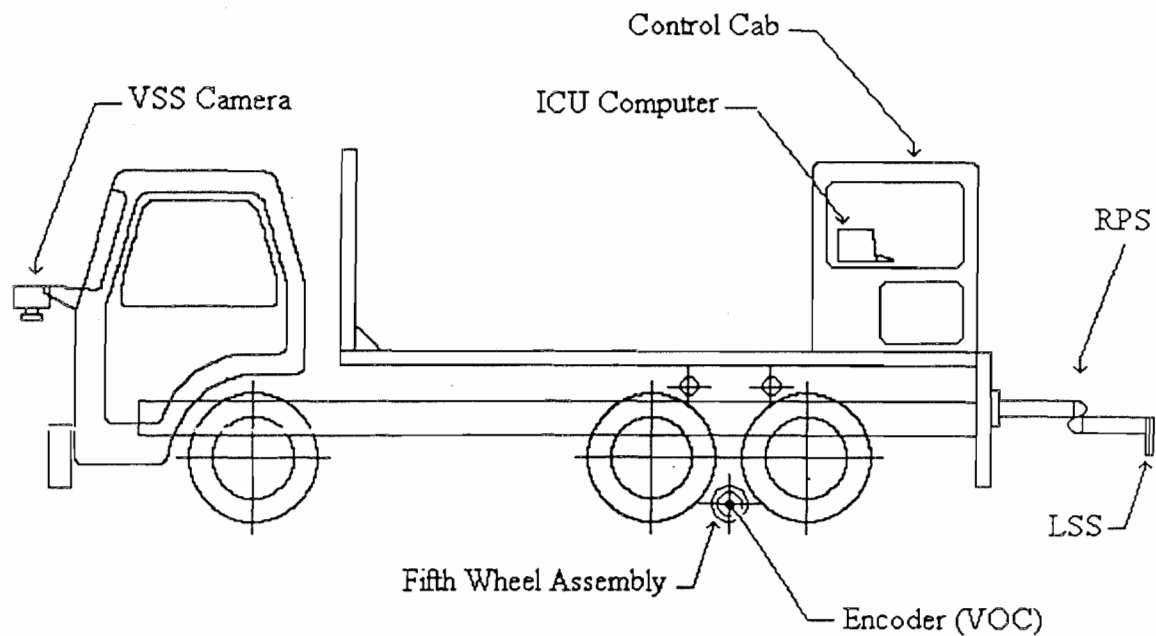 Control Cab
VSS Camera
ICU Computer
RPS
LSS
Fifth Wheel Assembly
Encoder (VOC)